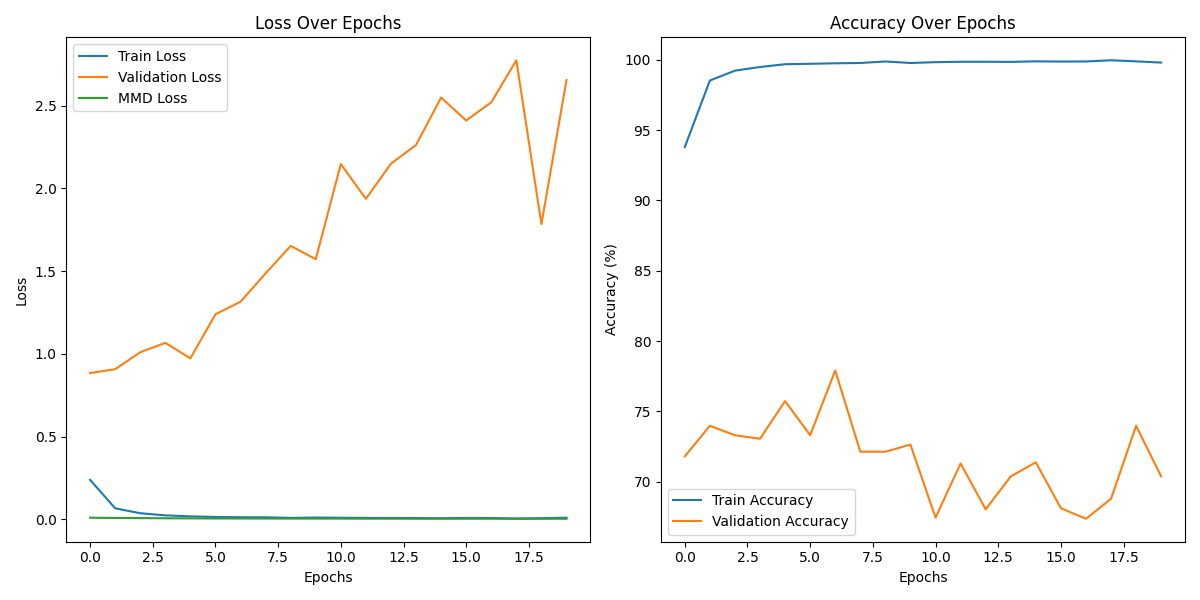 Loss Over Epochs
Train Loss
Validation Loss
MMD Loss
Loss
2.5
2.0
1.5
1.0
0.5
0.0
0.0 2.5 5.0 7.5 10.0 12.5 15.0 17.5
Epochs
Accuracy Over Epochs
Accuracy (%)
100
95
90
85
80
75
70
Train Accuracy
Validation Accuracy
0.0 2.5 5.0 7.5 10.0 12.5 15.0 17.5
Epochs